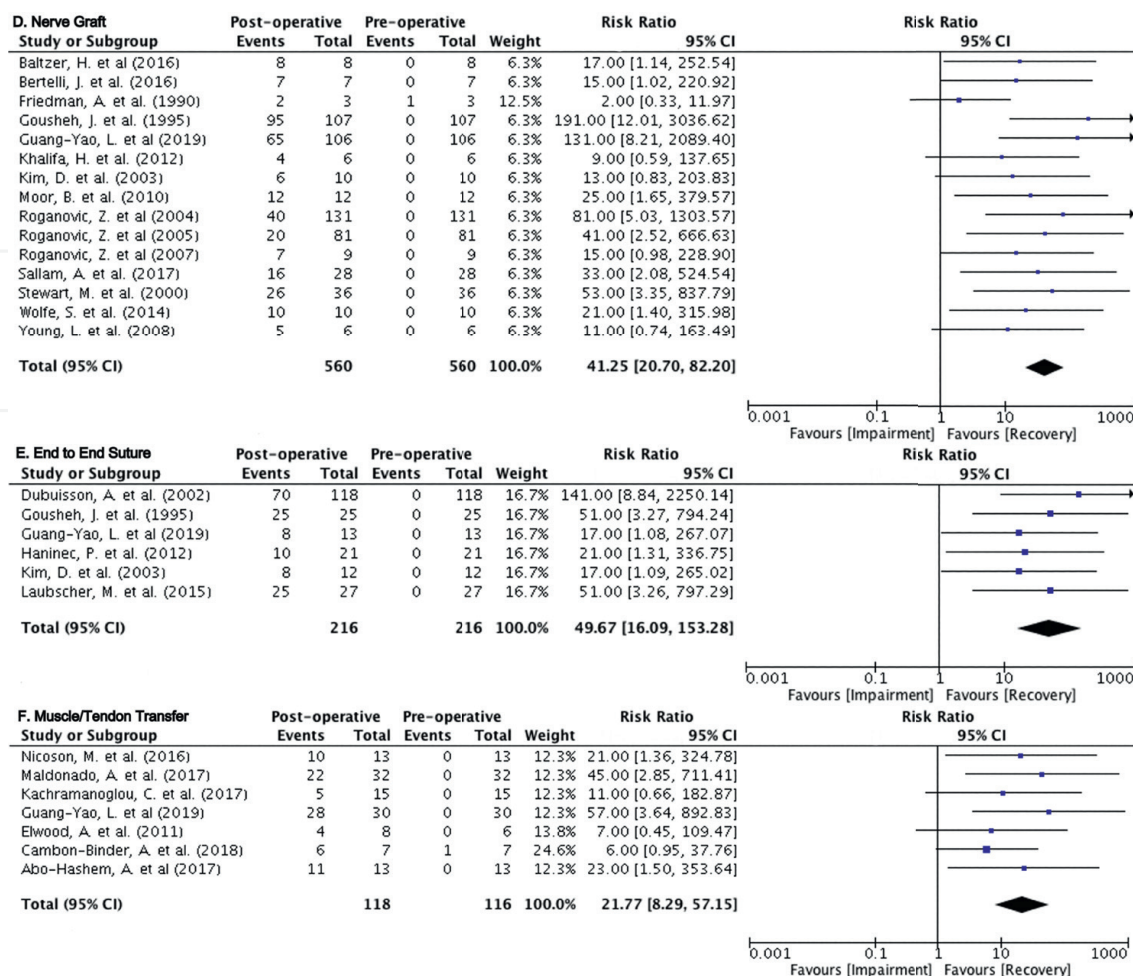 D. Nerve Graft Post-operative Pre-operative Risk Ratio Risk Ratio
Study or Subgroup Events Total Events Total Weight 95% CI 95% CI
Baltzer, H. et al (2016) 8 8 0 8 6.3% 17.00 [1.14, 252.54]
Bertelli, J. et al (2016) 7 7 0 7 6.3% 15.00 [1.02, 220.92]
Friedman, A. et al. (1990) 2 3 1 3 12.5% 2.00 [0.33, 11.97]
Gousheh, J. et al. (1995) 95 107 0 107 6.3% 191.00 [12.01, 3036.62]
Guang-Yao, L. et al (2019) 65 106 0 106 6.3% 131.00 [8.21, 2089.40]
Khalifa, H. et al. (2012) 4 6 0 6 6.3% 9.00 [0.59, 137.65]
Kim, D. et al. (2003) 6 10 0 10 6.3% 13.00 [0.83, 203.83]
Moor, B. et al. (2010) 12 12 0 12 6.3% 25.00 [1.65, 379.57]
Roganovic, Z. et al (2004) 40 131 0 131 6.3% 81.00 [5.03, 1303.57]
Roganovic, Z. et al. (2005) 20 81 0 81 6.3% 41.00 [2.52, 666.63]
Roganovic, Z. et al (2007) 7 9 0 9 6.3% 15.00 [0.98, 228.90]
Sallam, A. et al. (2017) 16 28 0 28 6.3% 33.00 [2.08, 524.54]
Stewart, M. et al. (2000) 26 36 0 36 6.3% 53.00 [3.35, 837.79]
Wolfe, S. et al. (2014) 10 10 0 10 6.3% 21.00 [1.40, 315.98]
Young, L. et al. (2008) 5 6 0 6 6.3% 11.00 [0.74, 163.49]
Total (95% CI) 560 560 100.0% 41.25 [20.70, 82.20]
0.001 0.1 1 10 1000
Favours [Impairment] Favours [Recovery]
E. End to End Suture Post-operative Pre-operative Risk Ratio Risk Ratio
Study or Subgroup Events Total Events Total Weight 95% CI 95% CI
Dubuisson, A. et al. (2002) 70 118 0 118 16.7% 141.00 [8.84, 2250.14]
Gousheh, J. et al. (1995) 25 25 0 25 16.7% 51.00 [3.27, 794.24]
Guang-Yao, L. et al (2019) 8 13 0 13 16.7% 17.00 [1.08, 267.07]
Haninec, P. et al. (2012) 10 21 0 21 16.7% 21.00 [1.31, 336.75]
Kim, D. et al. (2003) 8 12 0 12 16.7% 17.00 [1.09, 265.02]
Laubscher, M. et al. (2015) 25 27 0 27 16.7% 51.00 [3.26, 797.29]
Total (95% CI) 216 216 100.0% 49.67 [16.09, 153.28]
0.001 0.1 1 10 1000
Favours [Impairment] Favours [Recovery]
F. Muscle/Tendon Transfer Post-operative Pre-operative Risk Ratio Risk Ratio
Study or Subgroup Events Total Events Total Weight 95% CI 95% CI
Nicoson, M. et al. (2016) 10 13 0 13 12.3% 21.00 [1.36, 324.78]
Maldonado, A. et al. (2017) 22 32 0 32 12.3% 45.00 [2.85, 711.41]
Kachramanoglou, C. et al. (2017) 5 15 0 15 12.3% 11.00 [0.66, 182.87]
Guang-Yao, L. et al (2019) 28 30 0 30 12.3% 57.00 [3.64, 892.83]
Elwood, A. et al. (2011) 4 8 0 6 13.8% 7.00 [0.45, 109.47]
Cambon-Binder, A. et al. (2018) 6 7 1 7 24.6% 6.00 [0.95, 37.76]
Abo-Hashem, A. et al (2017) 11 13 0 13 12.3% 23.00 [1.50, 353.64]
Total (95% CI) 118 116 100.0% 21.77 [8.29, 57.15]
0.001 0.1 1 10 1000
Favours [Impairment] Favours [Recovery]